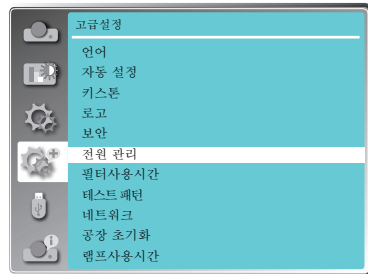 고급설정
언어
자동 설정
키스톤
로고
보안
전원 관리
필터사용시간
테스트 패턴
네트워크
공장 초기화
램프사용시간